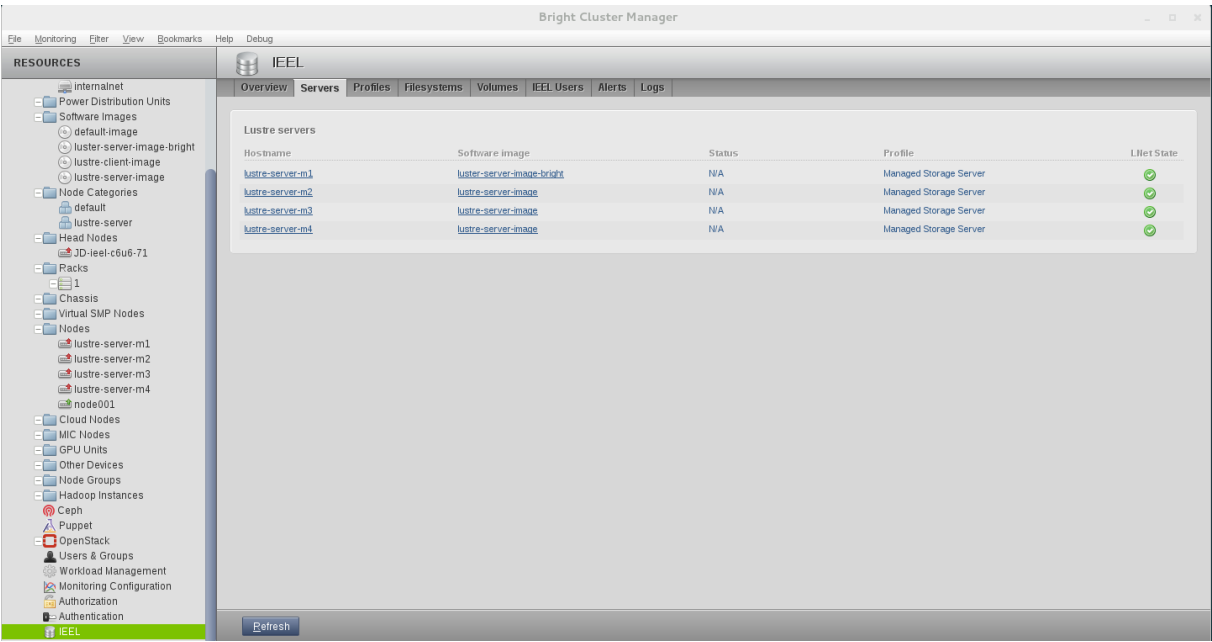 Bright Cluster Manager
File Monitoring Filter View Bookmarks Help Debug
RESOURCES
internalnet
Power Distribution Units
Software Images
default-image
luster-server-image-bright
lustre-client-image
lustre-server-image
Node Categories
default
lustre-server
Head Nodes
JD-ieel-c6u6-71
Racks
1
Chassis
Virtual SMP Nodes
Nodes
lustre-server-m1
lustre-server-m2
lustre-server-m3
lustre-server-m4
node001
Cloud Nodes
MIC Nodes
GPU Units
Other Devices
Node Groups
Hadoop Instances
Ceph
Puppet
OpenStack
Users & Groups
Workload Management
Monitoring Configuration
Authorization
Authentication
IEEL
IEEL
Overview Servers Profiles Filesystems Volumes IEEL Users Alerts Logs
Lustre servers
Hostname Software image Status Profile LNet State
lustre-server-m1 luster-server-image-bright N/A Managed Storage Server
lustre-server-m2 lustre-server-image N/A Managed Storage Server
lustre-server-m3 lustre-server-image N/A Managed Storage Server
lustre-server-m4 lustre-server-image N/A Managed Storage Server
Refresh